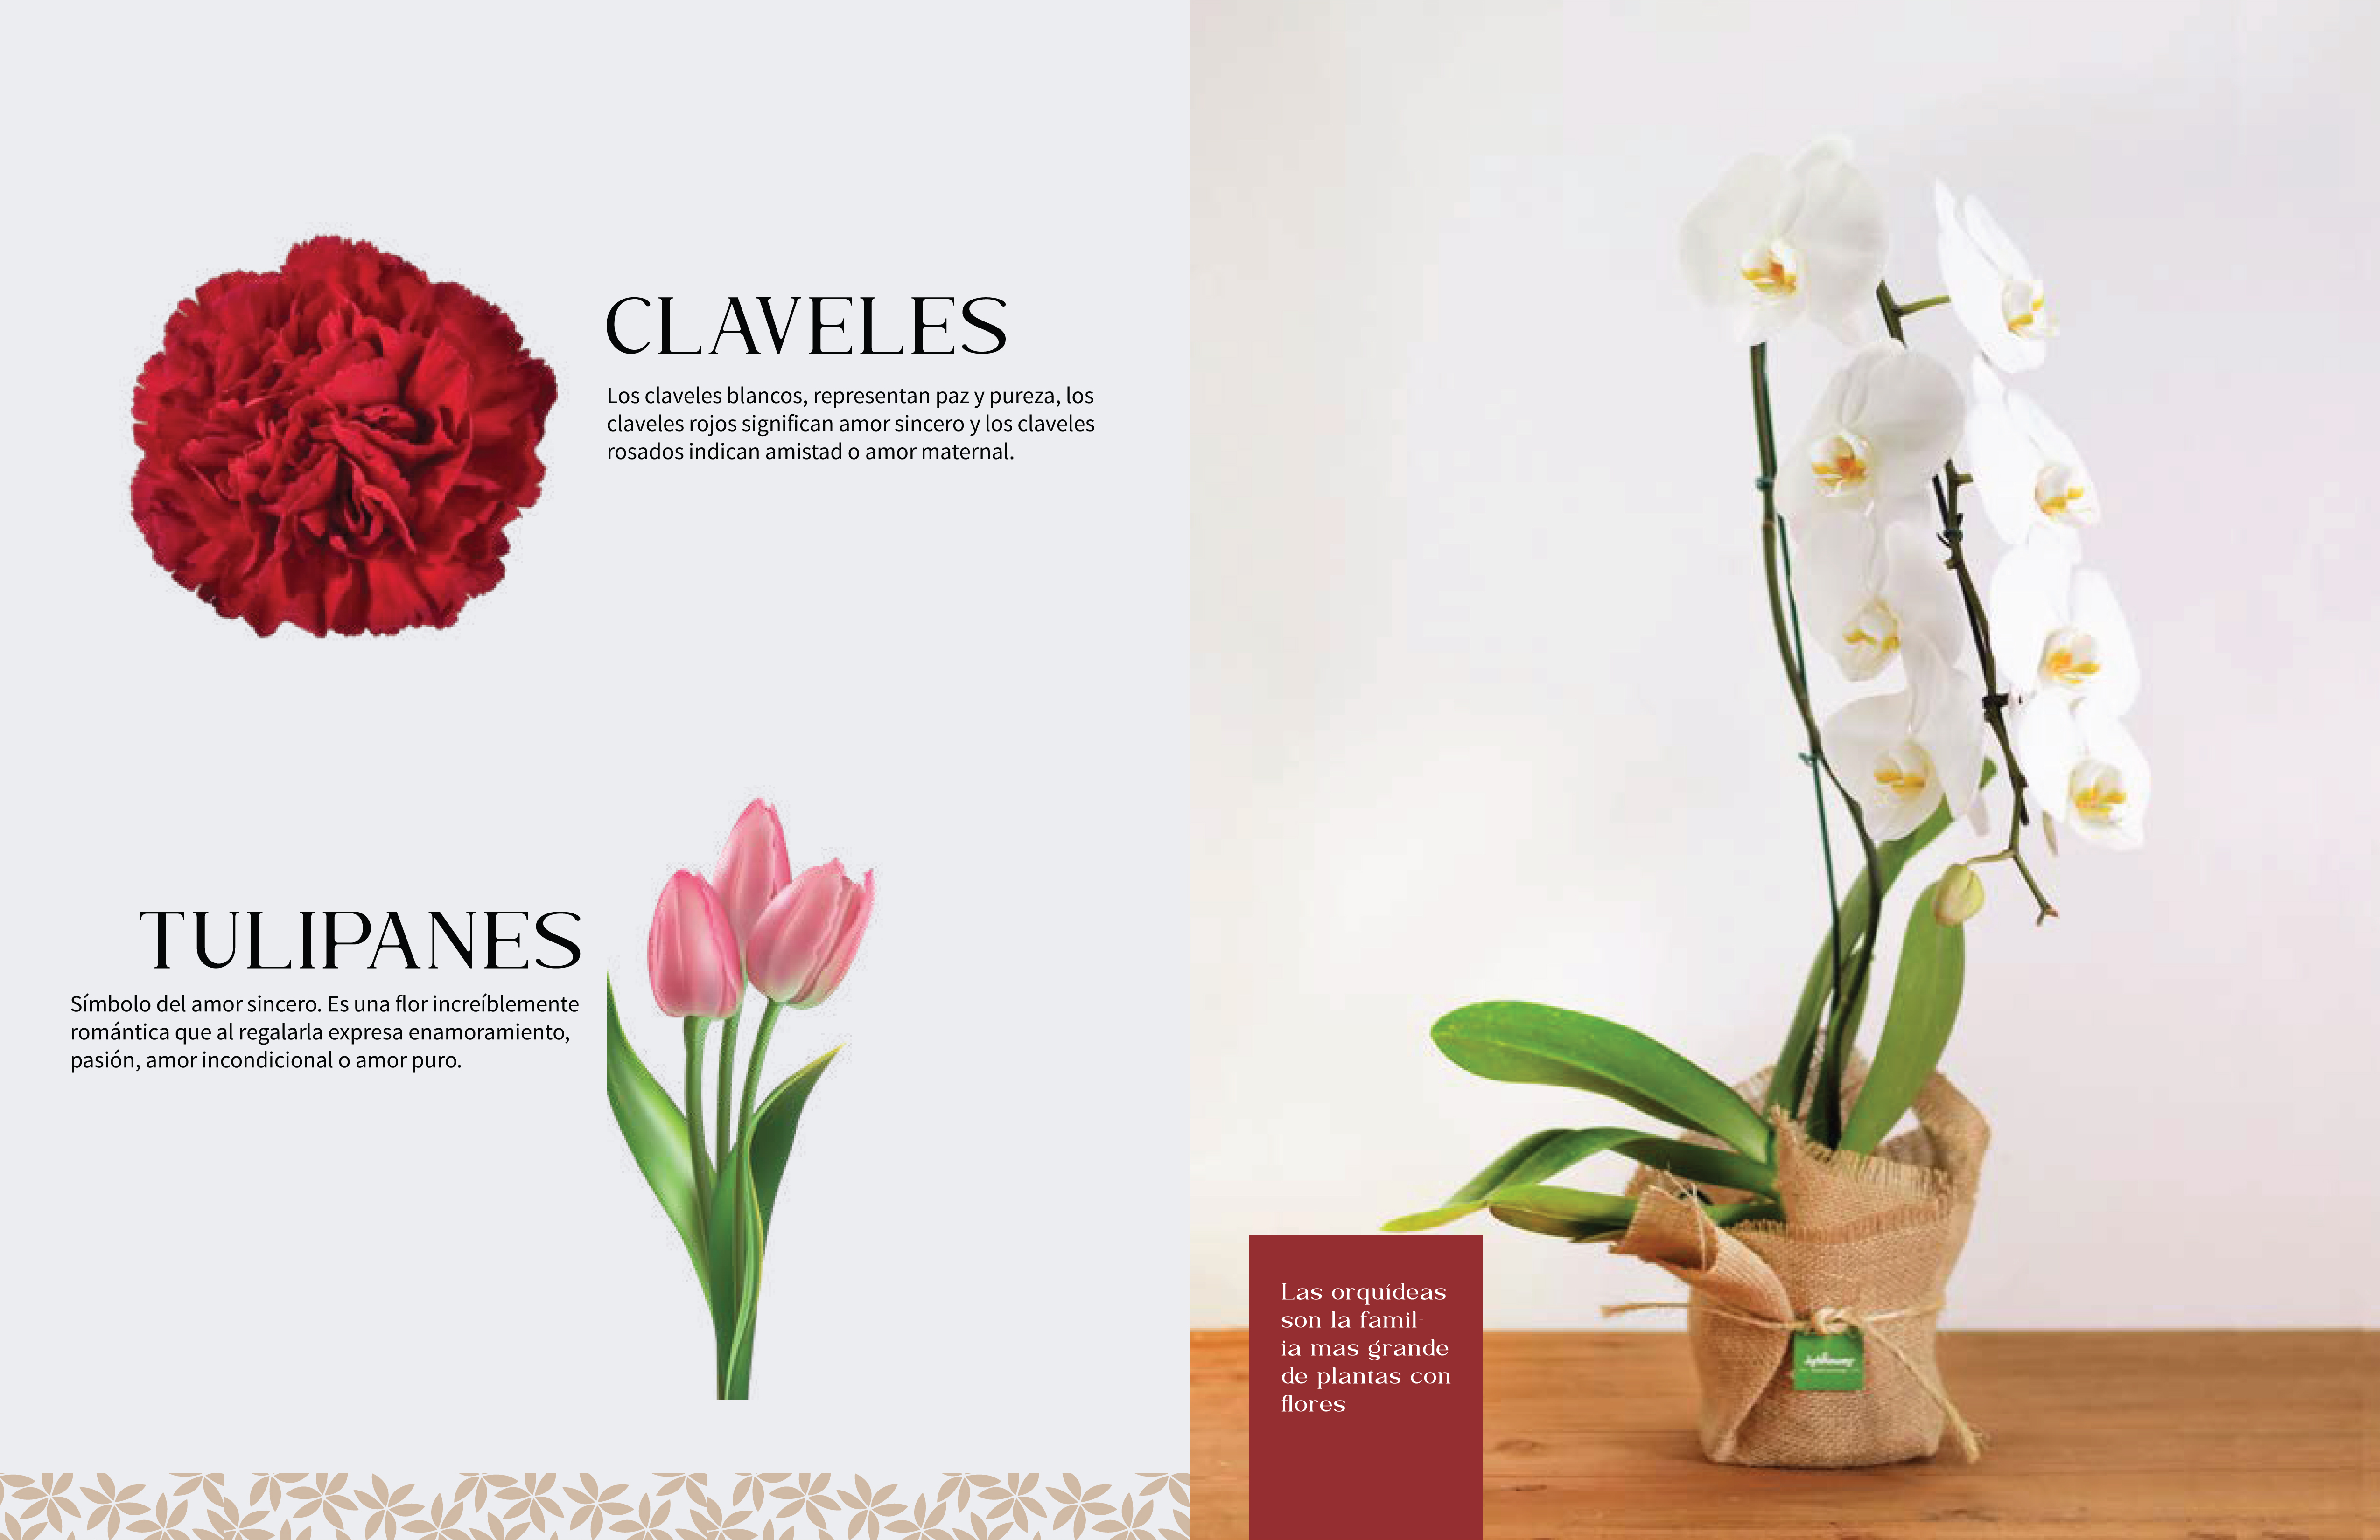 CLAVELES
Los claveles blancos, representan paz y pureza, los
claveles rojos significan amor sincero y los claveles
rosados indican amistad o amor maternal.
TULIPANES
Símbolo del amor sincero. Es una flor increíblemente
romántica que al regalarla expresa enamoramiento,
pasión, amor incondicional o amor puro.
Las orquídeas
son la famil-
ia mas grande
de plantas con
flores